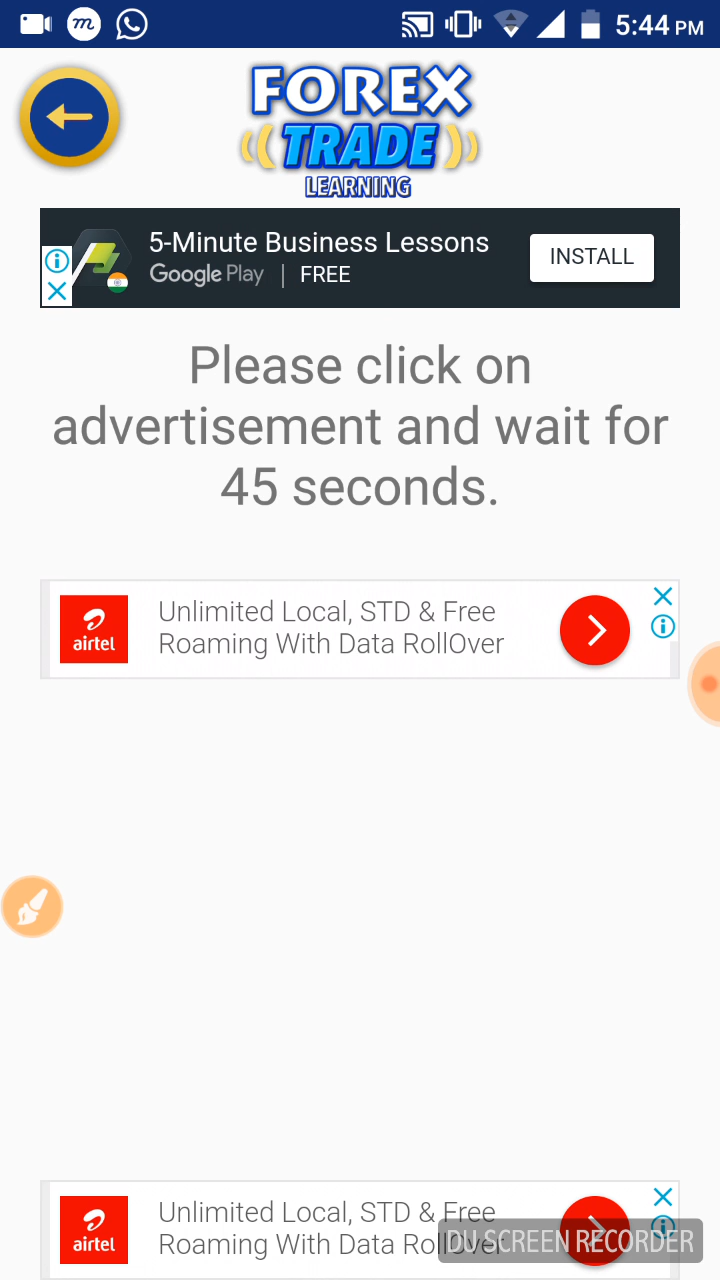 5:44 PM
FOREX
TRADE
LEARNING
5-Minute Business Lessons
Google Play | FREE
INSTALL
Please click on
advertisement and wait for
45 seconds.
airtel
Unlimited Local, STD & Free
Roaming With Data RollOver
airtel
Unlimited Local, STD & Free
Roaming With Data RollOver
DU SCREEN RECORDER